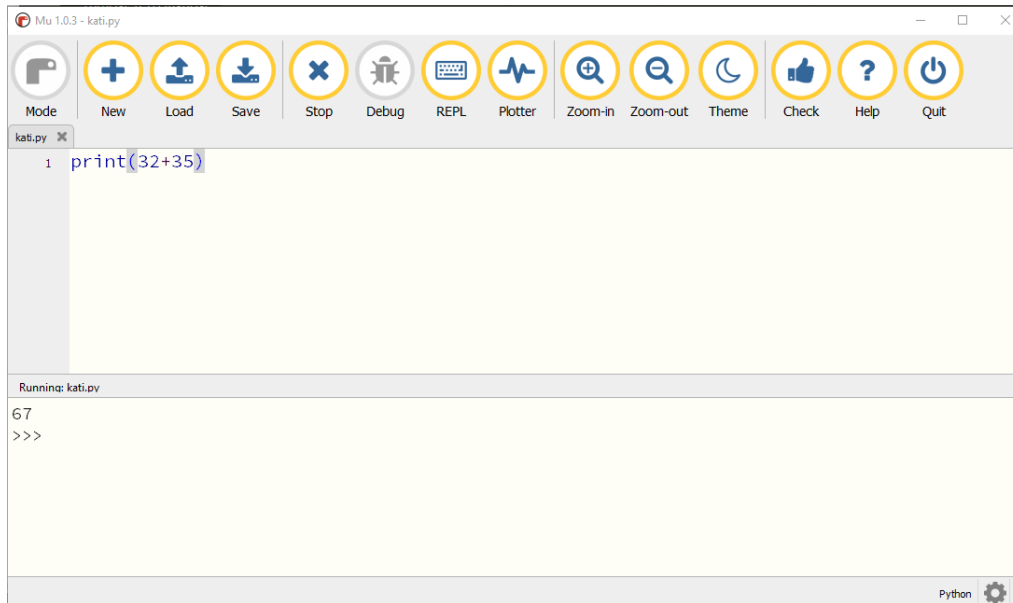 Mu 1.0.3 - kati.py
Mode New Load Save Stop Debug REPL Plotter Zoom-in Zoom-out Theme Check Help Quit
kati.py
1 print(32+35)
Running: kati.py
67
>>>
Python